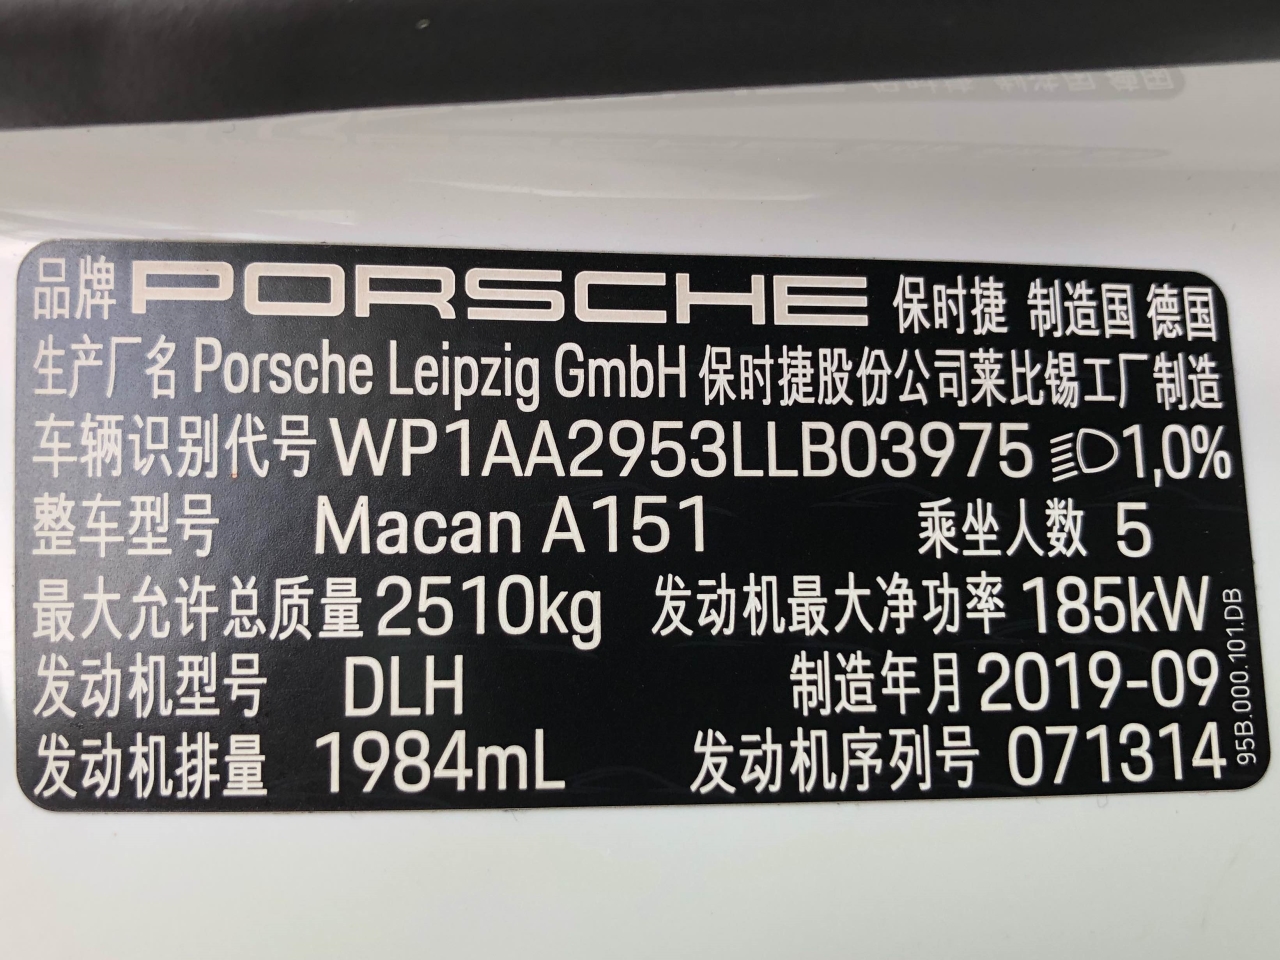 品牌 PORSCHE 保时捷 制造国 德国
生产厂名 Porsche Leipzig GmbH 保时捷股份公司莱比锡工厂制造
车辆识别代号 WP1AA2953LLB03975 1,0%
整车型号 Macan A151 乘坐人数 5
最大允许总质量 2510kg 发动机最大净功率 185kW
发动机型号 DLH 制造年月 2019-09
发动机排量 1984mL 发动机序列号 071314
95B.000.101.DB